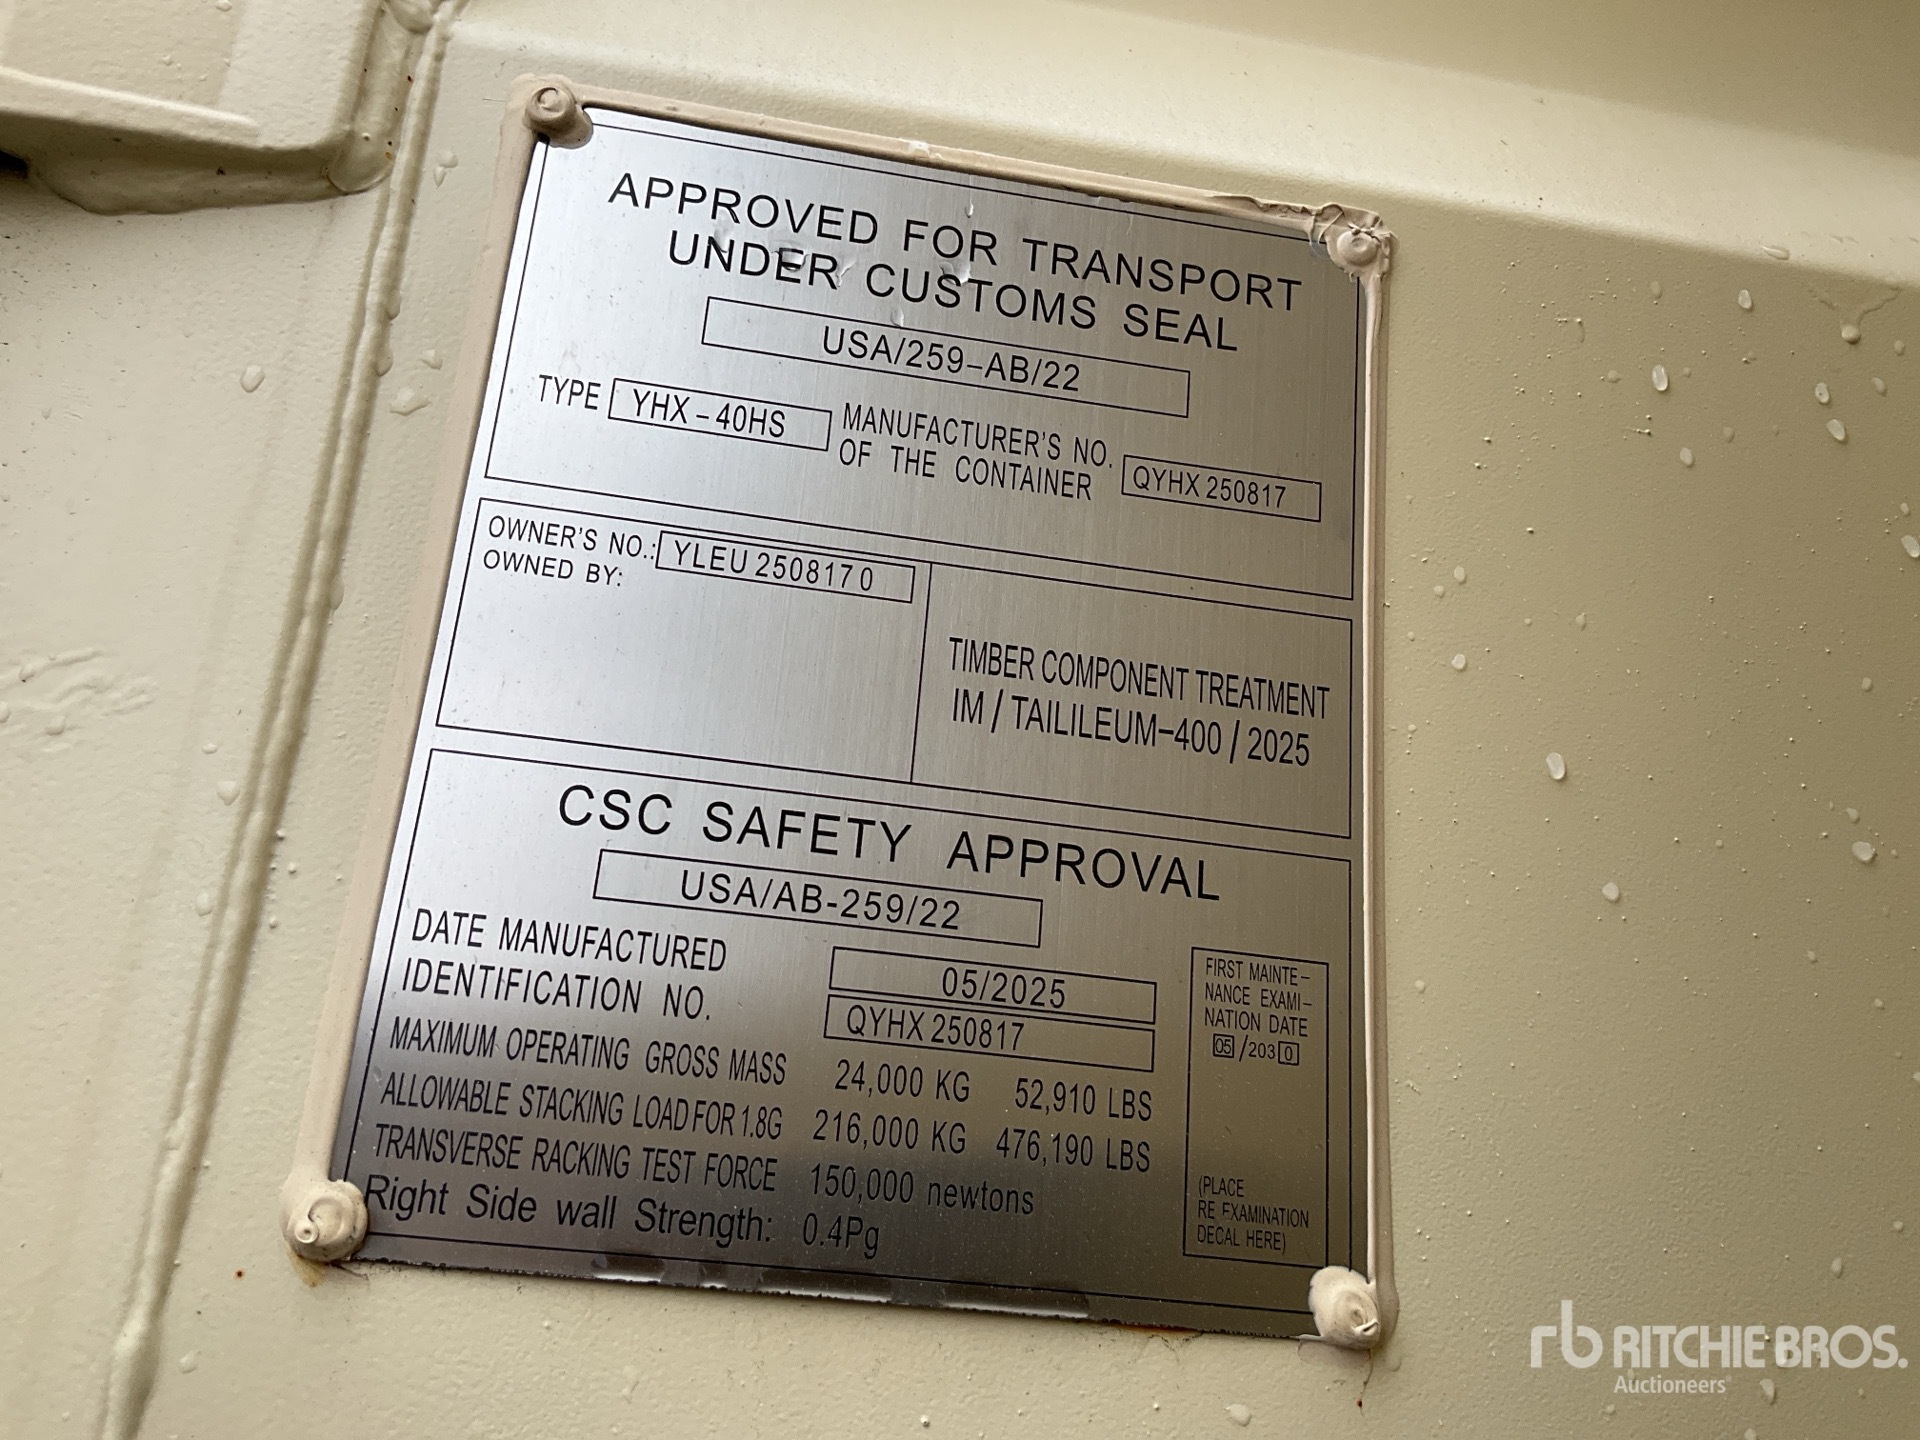 APPROVED FOR TRANSPORT
UNDER CUSTOMS SEAL
USA/259-AB/22
TYPE YHX-40HS MANUFACTURER'S NO.
OF THE CONTAINER QYHX 250817
OWNER'S NO.: YLEU 250817 0
OWNED BY:
TIMBER COMPONENT TREATMENT
IM / TAILILEUM-400 / 2025
CSC SAFETY APPROVAL
USA/AB-259/22
DATE MANUFACTURED 05/2025
IDENTIFICATION NO. QYHX 250817
MAXIMUM OPERATING GROSS MASS 24,000 KG 52,910 LBS
ALLOWABLE STACKING LOAD FOR 1.8G 216,000 KG 476,190 LBS
TRANSVERSE RACKING TEST FORCE 150,000 newtons
Right Side wall Strength: 0.4Pg
FIRST MAINTE-
NANCE EXAMI-
NATION DATE
05 /203 0
(PLACE
RE EXAMINATION
DECAL HERE)
rb RITCHIE BROS.
Auctioneers